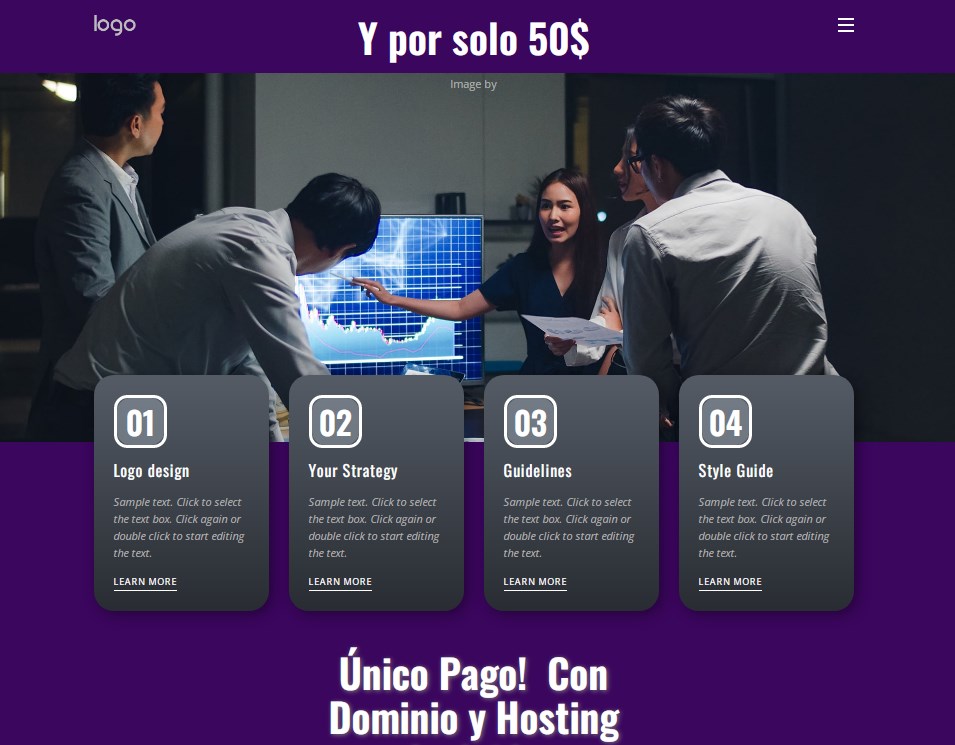 logo
Y por solo 50$
Image by
01
Logo design
Sample text. Click to select
the text box. Click again or
double click to start editing
the text.
LEARN MORE
02
Your Strategy
Sample text. Click to select
the text box. Click again or
double click to start editing
the text.
LEARN MORE
03
Guidelines
Sample text. Click to select
the text box. Click again or
double click to start editing
the text.
LEARN MORE
04
Style Guide
Sample text. Click to select
the text box. Click again or
double click to start editing
the text.
LEARN MORE
Único Pago!  Con
Dominio y Hosting